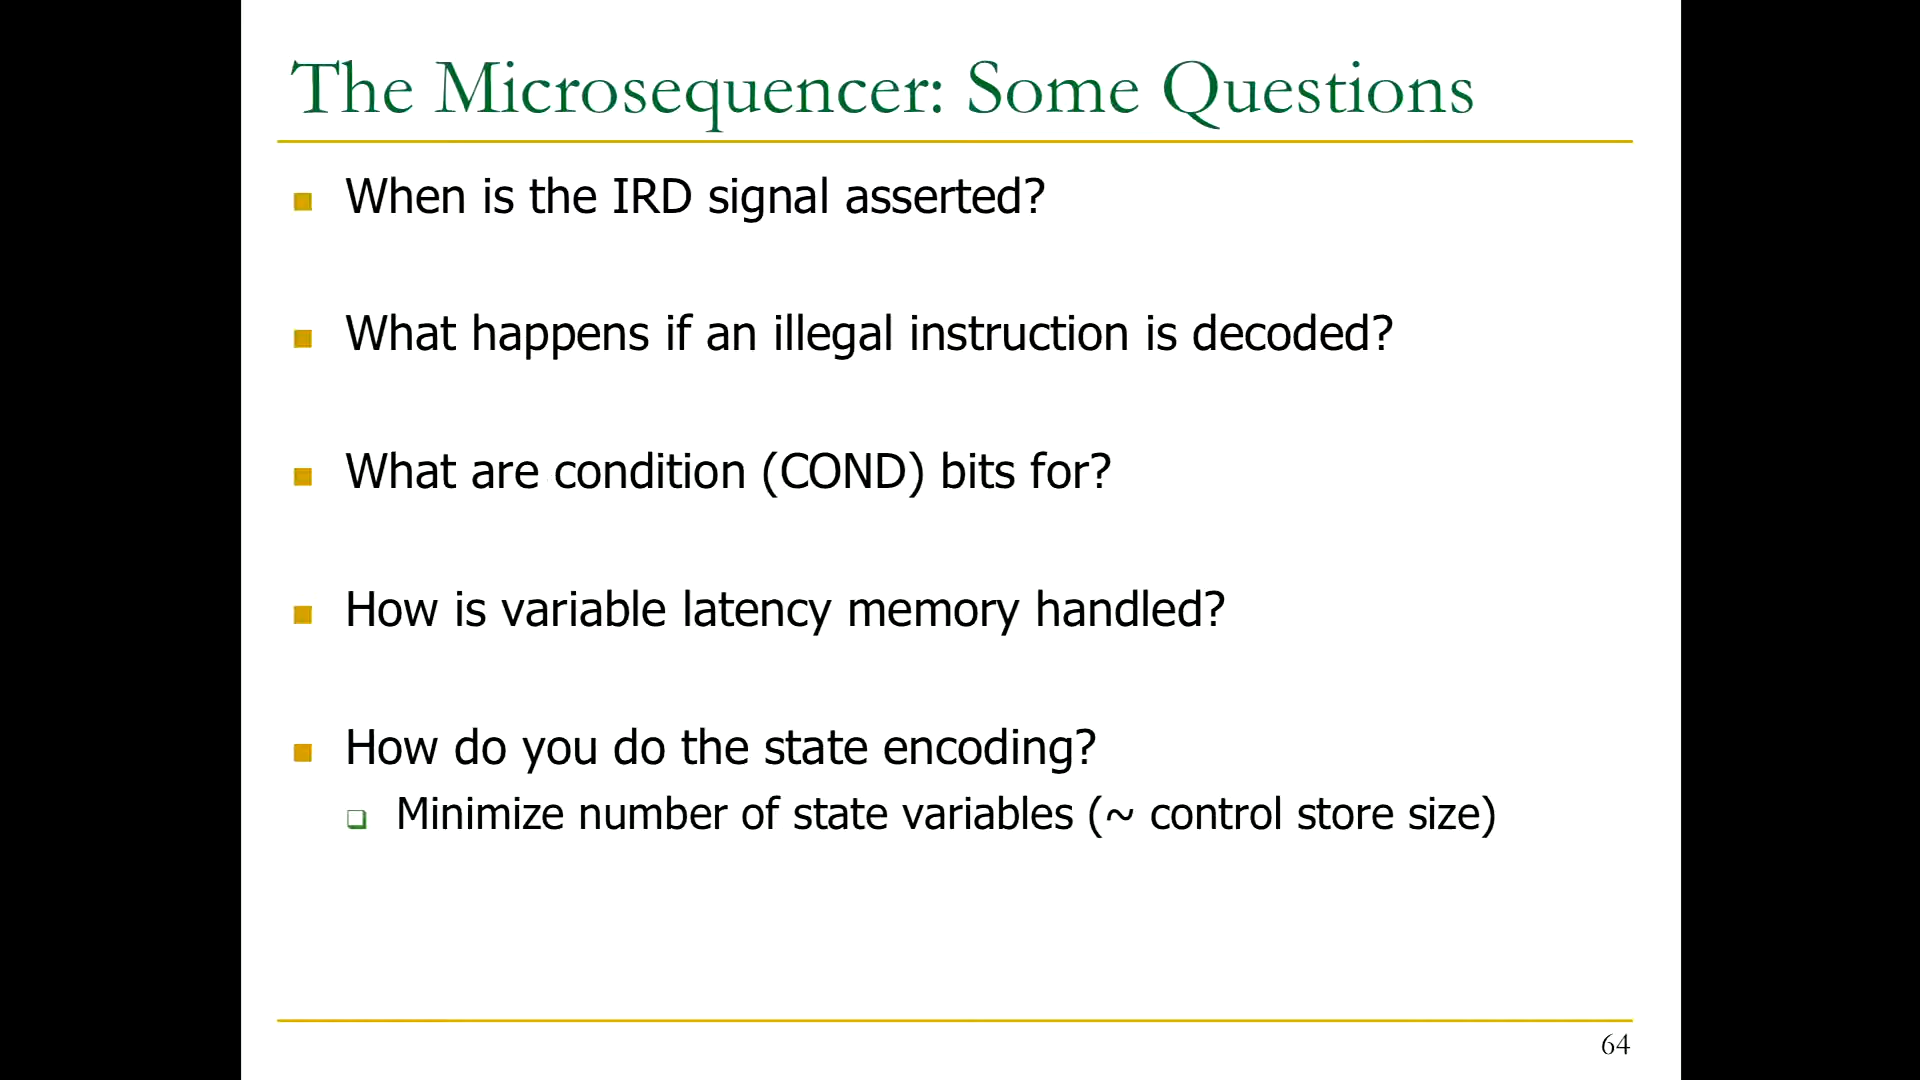 The Microsequencer: Some Questions
When is the IRD signal asserted?
What happens if an illegal instruction is decoded?
What are condition (COND) bits for?
How is variable latency memory handled?
How do you do the state encoding?
Minimize number of state variables (~ control store size)
64